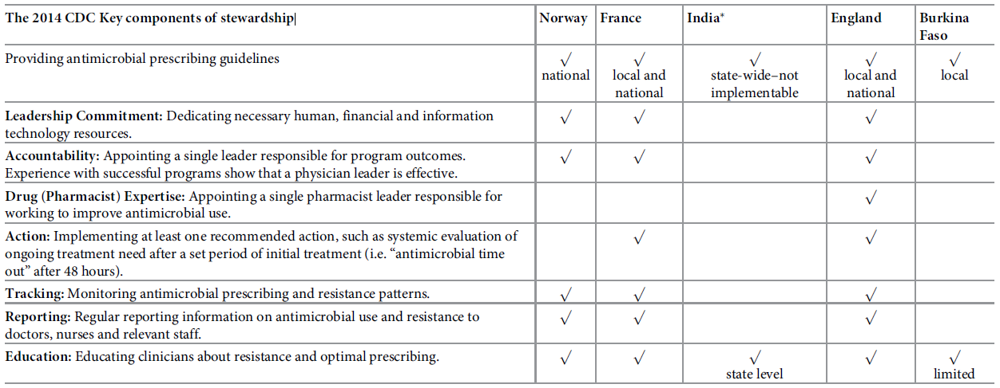 The 2014 CDC Key components of stewardship Norway France India* England Burkina
Faso
Providing antimicrobial prescribing guidelines √ √ √ √ √
national local and state-wide–not local and local
national implementable national
Leadership Commitment: Dedicating necessary human, financial and information √ √ √
technology resources.
Accountability: Appointing a single leader responsible for program outcomes. √ √ √
Experience with successful programs show that a physician leader is effective.
Drug (Pharmacist) Expertise: Appointing a single pharmacist leader responsible for √
working to improve antimicrobial use.
Action: Implementing at least one recommended action, such as systemic evaluation of √ √
ongoing treatment need after a set period of initial treatment (i.e. “antimicrobial time
out” after 48 hours).
Tracking: Monitoring antimicrobial prescribing and resistance patterns. √ √ √
Reporting: Regular reporting information on antimicrobial use and resistance to √ √ √
doctors, nurses and relevant staff.
Education: Educating clinicians about resistance and optimal prescribing. √ √ √ √ √
state level limited